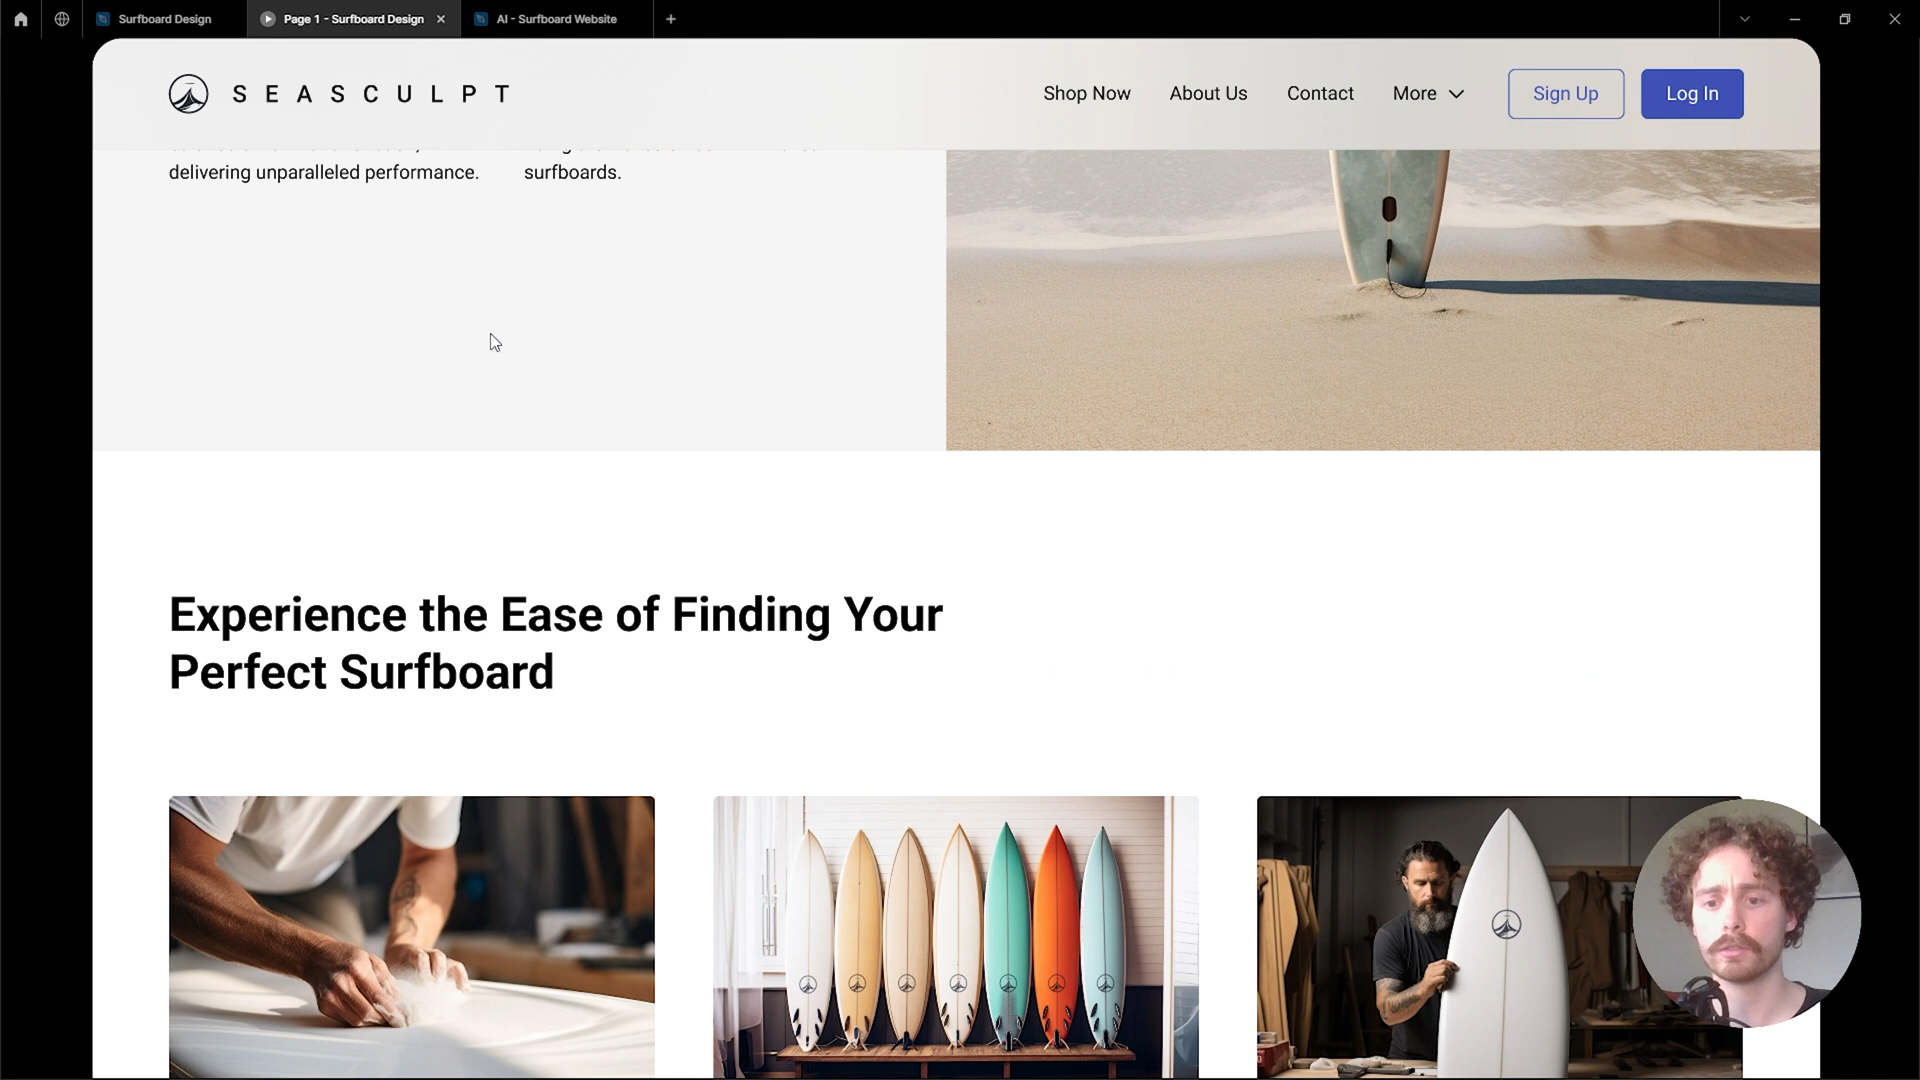 Surfboard Design
Page 1 - Surfboard Design
AI - Surfboard Website
SEASCULPT
Shop Now
About Us
Contact
More
Sign Up
Log In
delivering unparalleled performance.
surfboards.
Experience the Ease of Finding Your
Perfect Surfboard